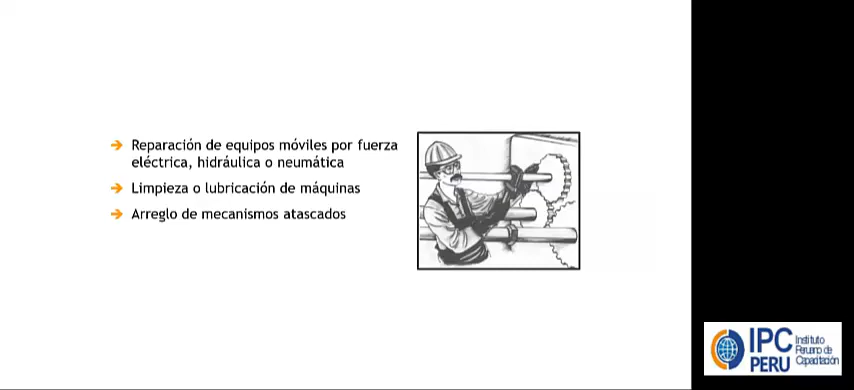 Reparación de equipos móviles por fuerza
eléctrica, hidráulica o neumática
Limpieza o lubricación de máquinas
Arreglo de mecanismos atascados
IPC
PERU
Instituto
Peruano de
Capacitación